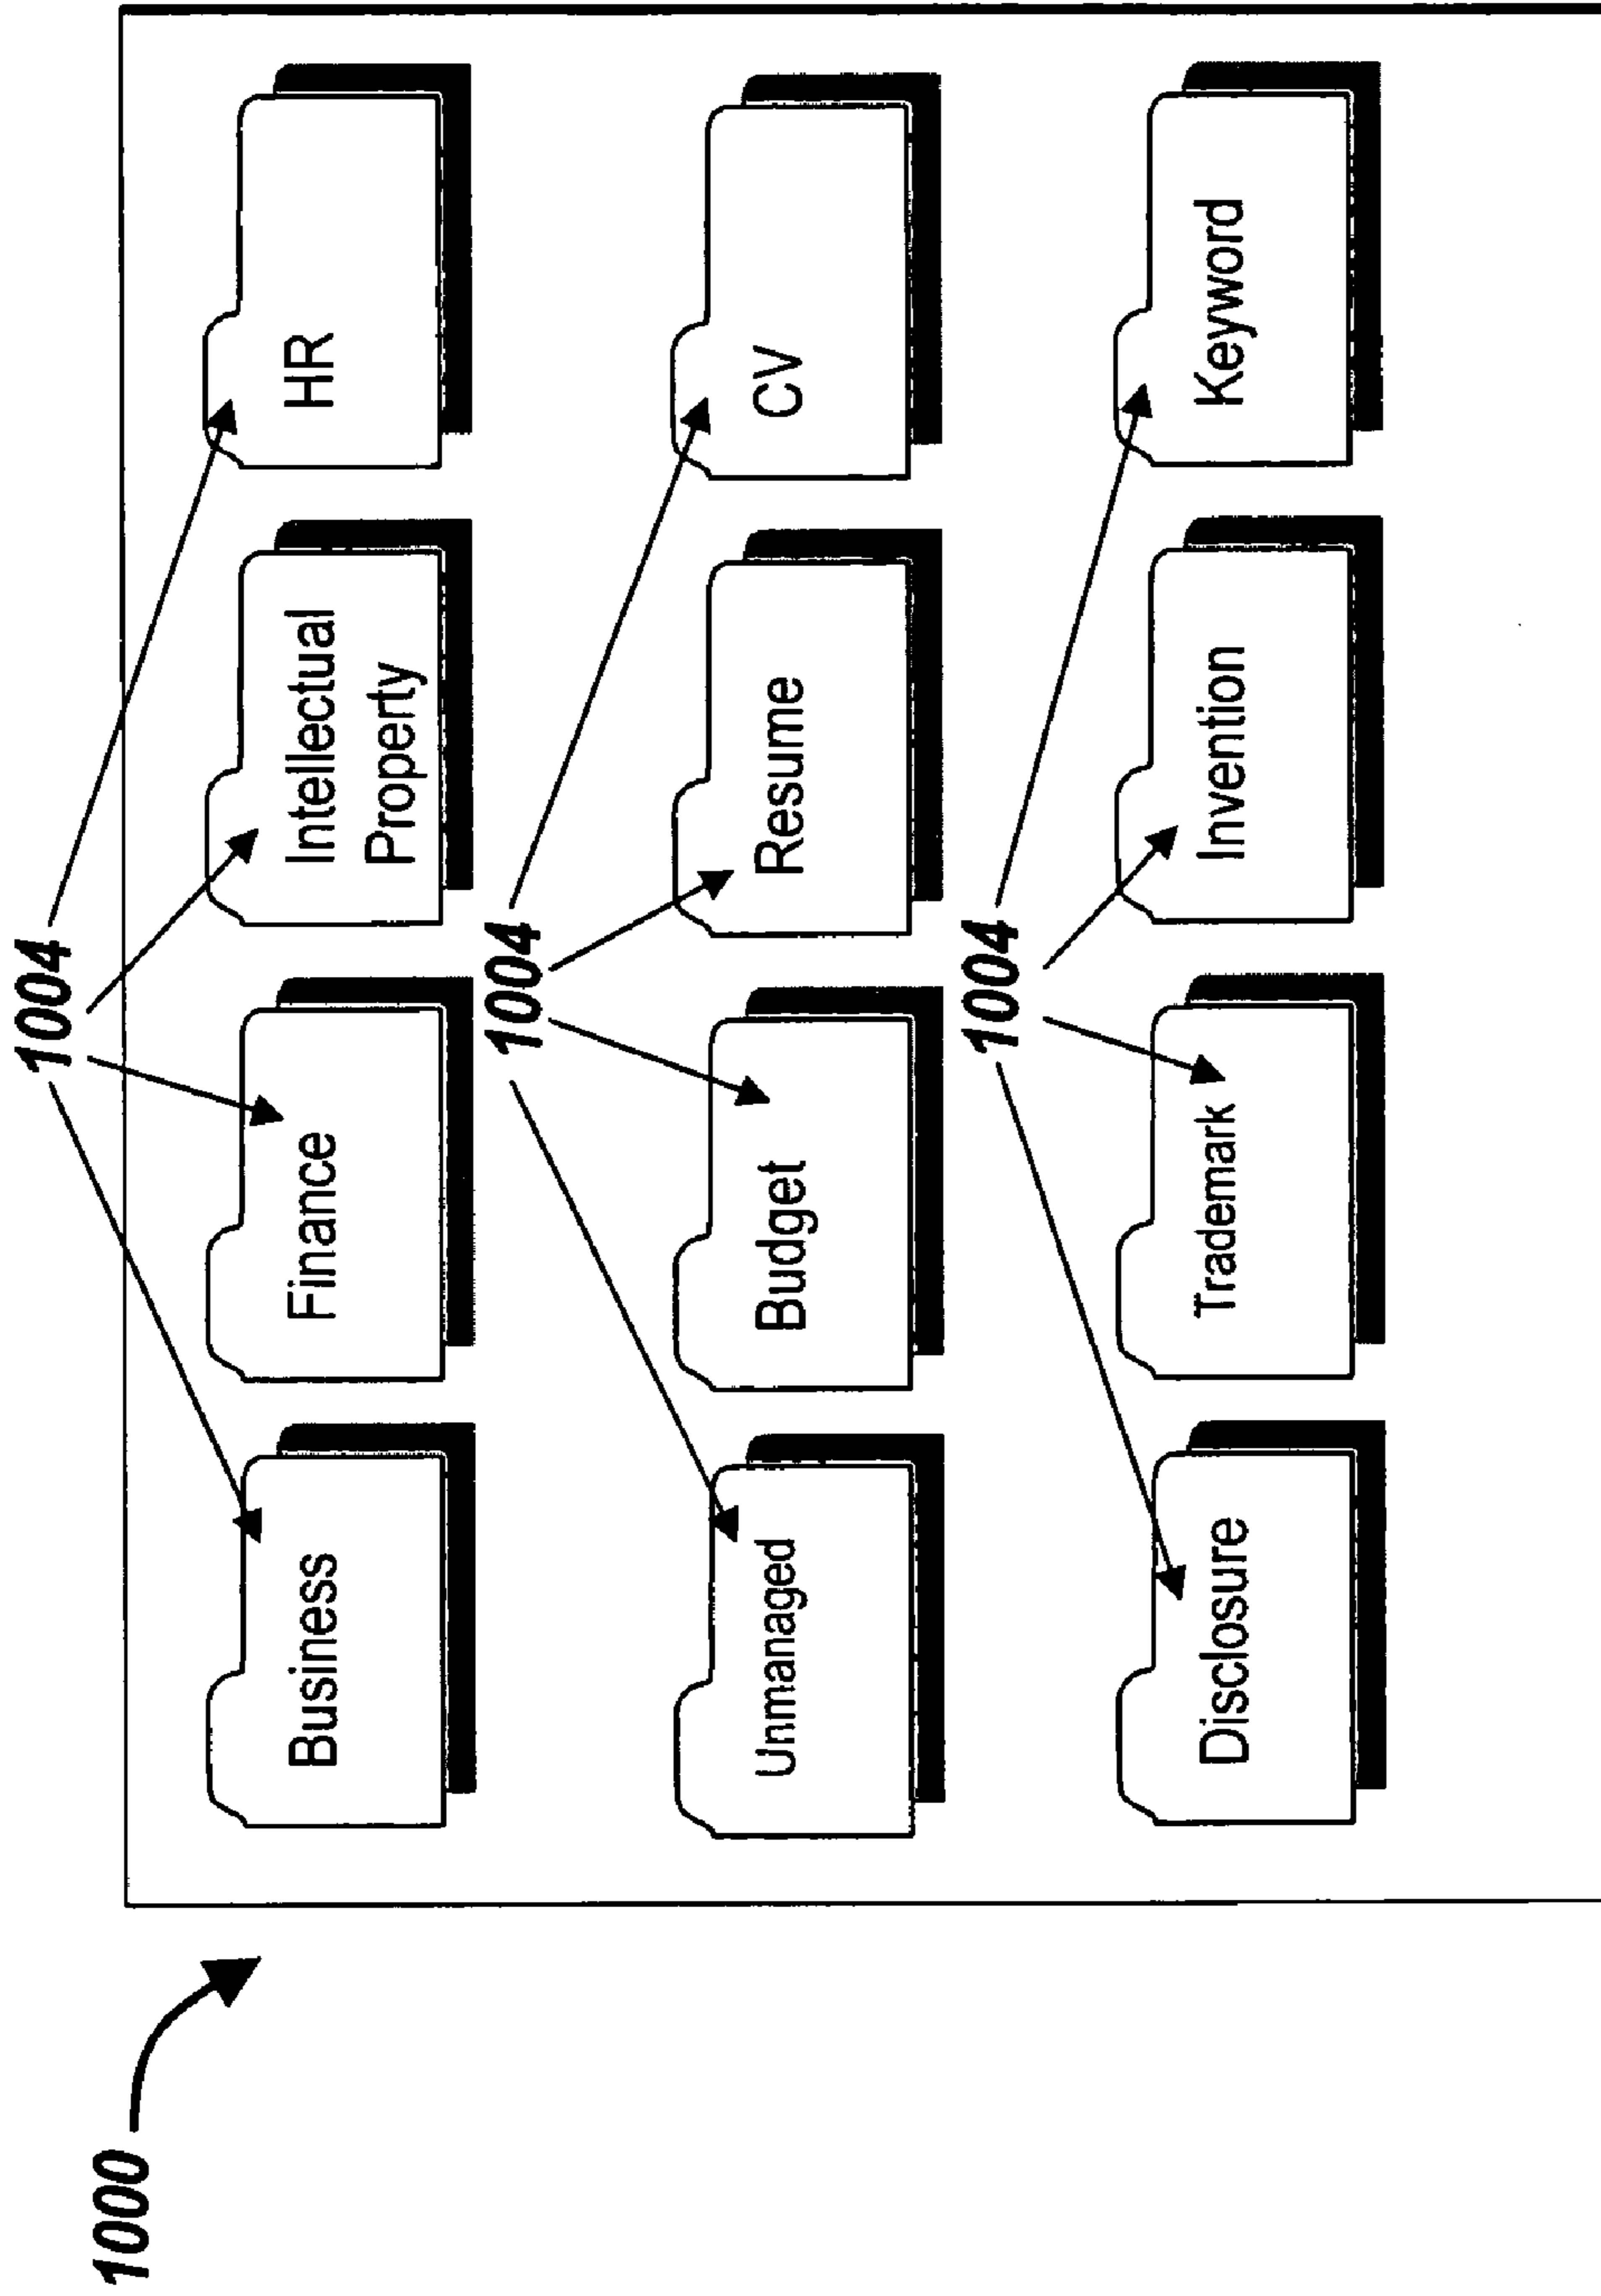 1000
1004
Business
Finance
Intellectual
Property
HR
1004
Unmanaged
Budget
Resume
CV
1004
Disclosure
Trademark
Invention
Keyword